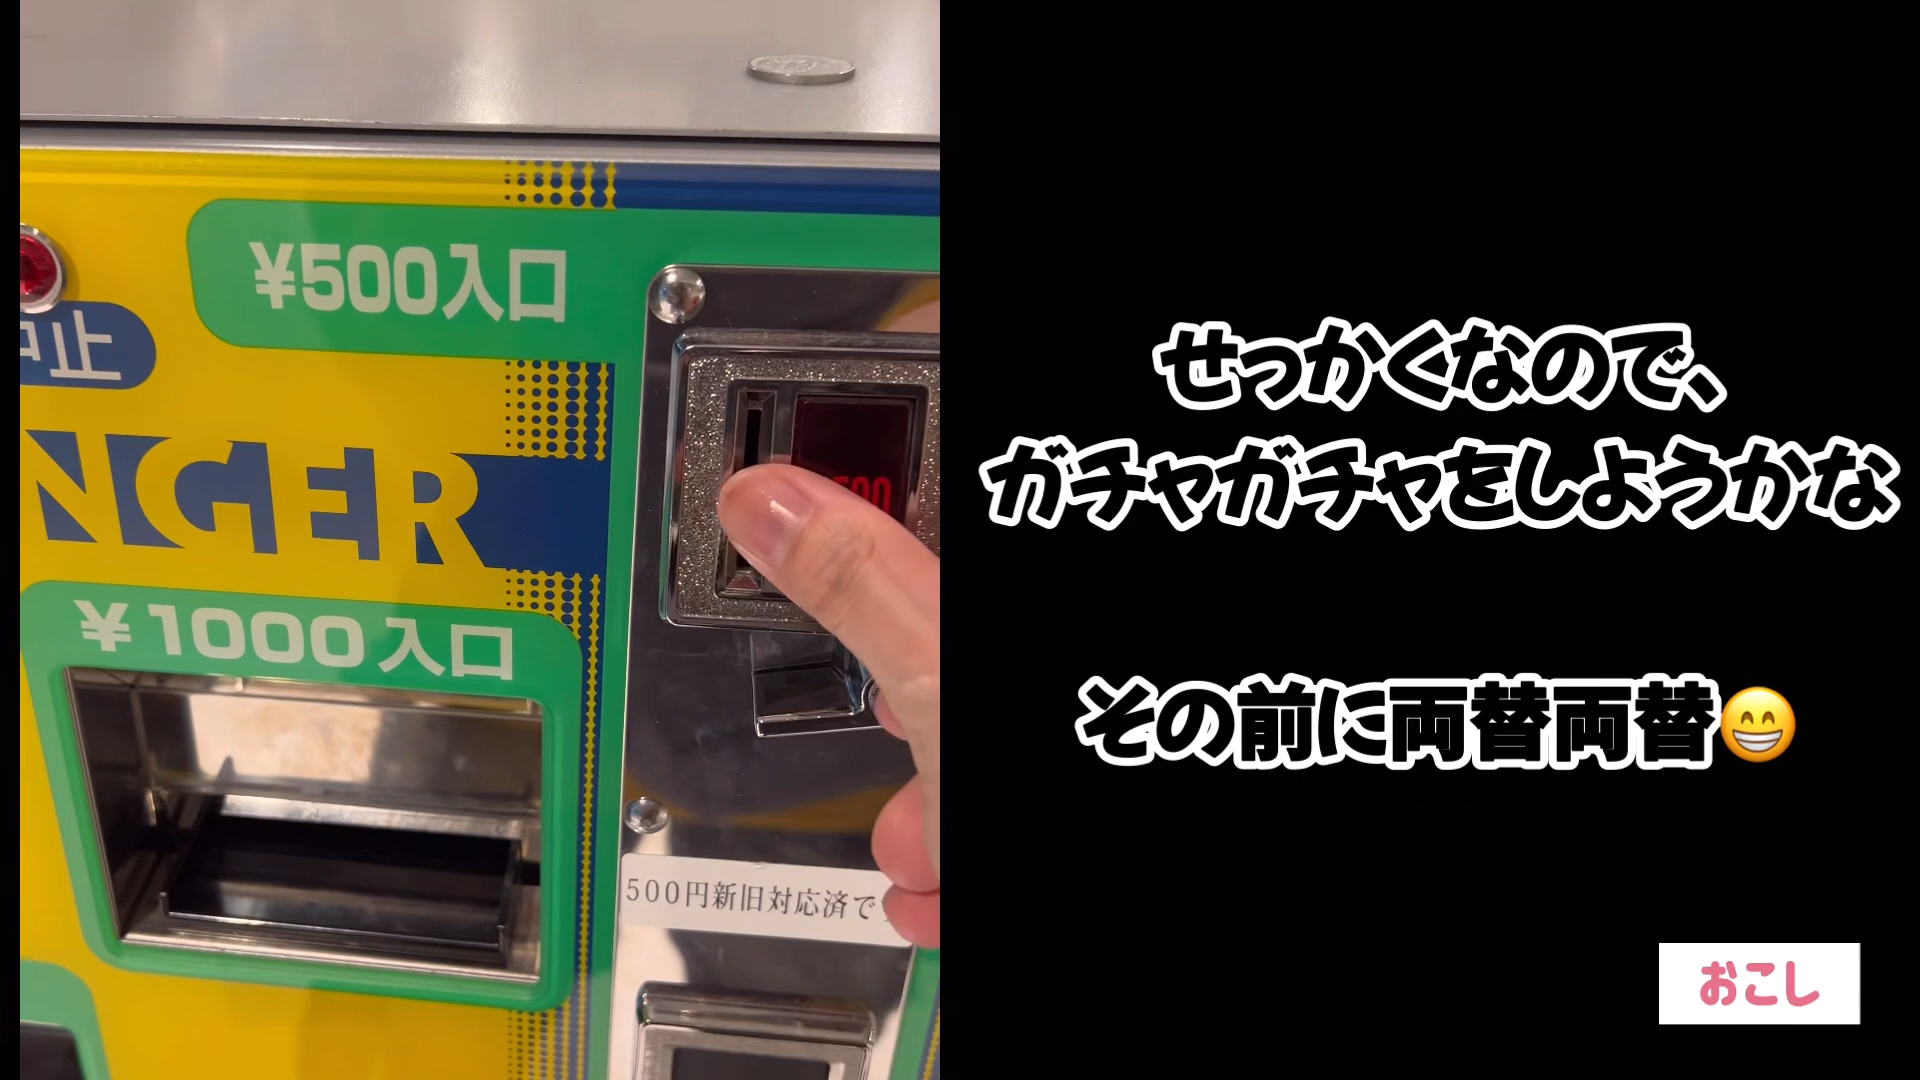 ¥500入口
止
NGER
¥1000入口
500円新旧対応済で
せっかくなので、
ガチャガチャをしようかな
その前に両替両替😁
おこし